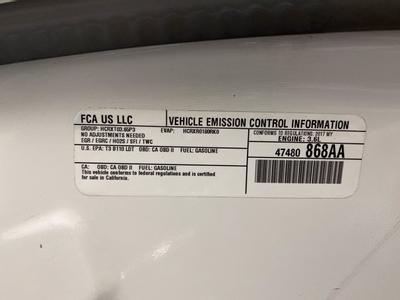 FCA US LLC
VEHICLE EMISSION CONTROL INFORMATION
GROUP: HCRXT03.65P3 EVAP: HCRXR0180RK0
NO ADJUSTMENTS NEEDED
EGR / EGRC / HO2S / SFI / TWC
CONFORMS TO REGULATIONS: 2017 MY
ENGINE: 3.6L
U.S. EPA: T3 B110 LDT OBD: CA OBD II FUEL: GASOLINE
47480 868AA
CA: OBD: CA OBD II FUEL: GASOLINE
This vehicle conforms to federal regulations and is certified
for sale in California.